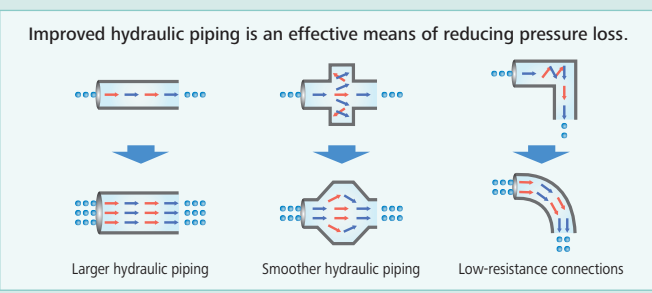 Improved hydraulic piping is an effective means of reducing pressure loss.
Larger hydraulic piping
Smoother hydraulic piping
Low-resistance connections